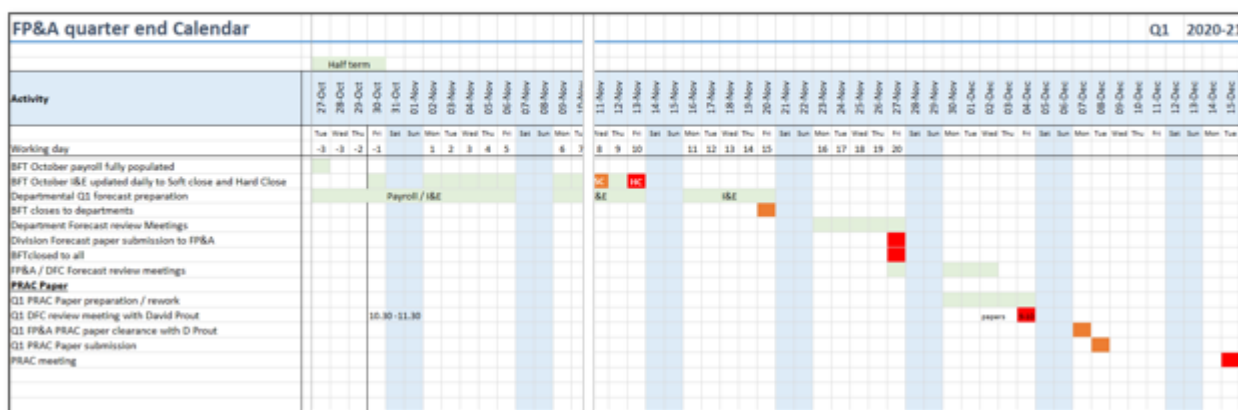 FP&A quarter end Calendar Q1 2020-21
Half term
Activity 27-Oct 28-Oct 29-Oct 30-Oct 31-Oct 01-Nov 02-Nov 03-Nov 04-Nov 05-Nov 06-Nov 07-Nov 08-Nov 09-Nov 11-Nov 12-Nov 13-Nov 14-Nov 15-Nov 16-Nov 17-Nov 18-Nov 19-Nov 20-Nov 21-Nov 22-Nov 23-Nov 24-Nov 25-Nov 26-Nov 27-Nov 28-Nov 29-Nov 30-Nov 01-Dec 02-Dec 03-Dec 04-Dec 05-Dec 06-Dec 07-Dec 08-Dec 09-Dec 10-Dec 11-Dec 12-Dec 13-Dec 14-Dec 15-Dec
Tue Wed Thu Fri Sat Sun Mon Tue Wed Thu Fri Sat Sun Mon Tu Wed Thu Fri Sat Sun Mon Tue Wed Thu Fri Sat Sun Mon Tue Wed Thu Fri Sat Sun Mon Tue Wed Thu Fri Sat Sun Mon Tue Wed Thu Fri Sat Sun Mon Tue
Working day -3 -3 -2 -1 1 2 3 4 5 6 7 8 9 10 11 12 13 14 15 16 17 18 19 20
BFT October payroll fully populated
BFT October I&E updated daily to Soft close and Hard Close SC HC
Departmental Q1 forecast preparation Payroll / I&E &E I&E
BFT closes to departments
Department Forecast review Meetings
Division Forecast paper submission to FP&A
BFTclosed to all
FP&A / DFC Forecast review meetings
PRAC Paper
Q1 PRAC Paper preparation / rework
Q1 DFC review meeting with David Prout 10.30 -11.30 papers
Q1 FP&A PRAC paper clearance with D Prout
Q1 PRAC Paper submission
PRAC meeting